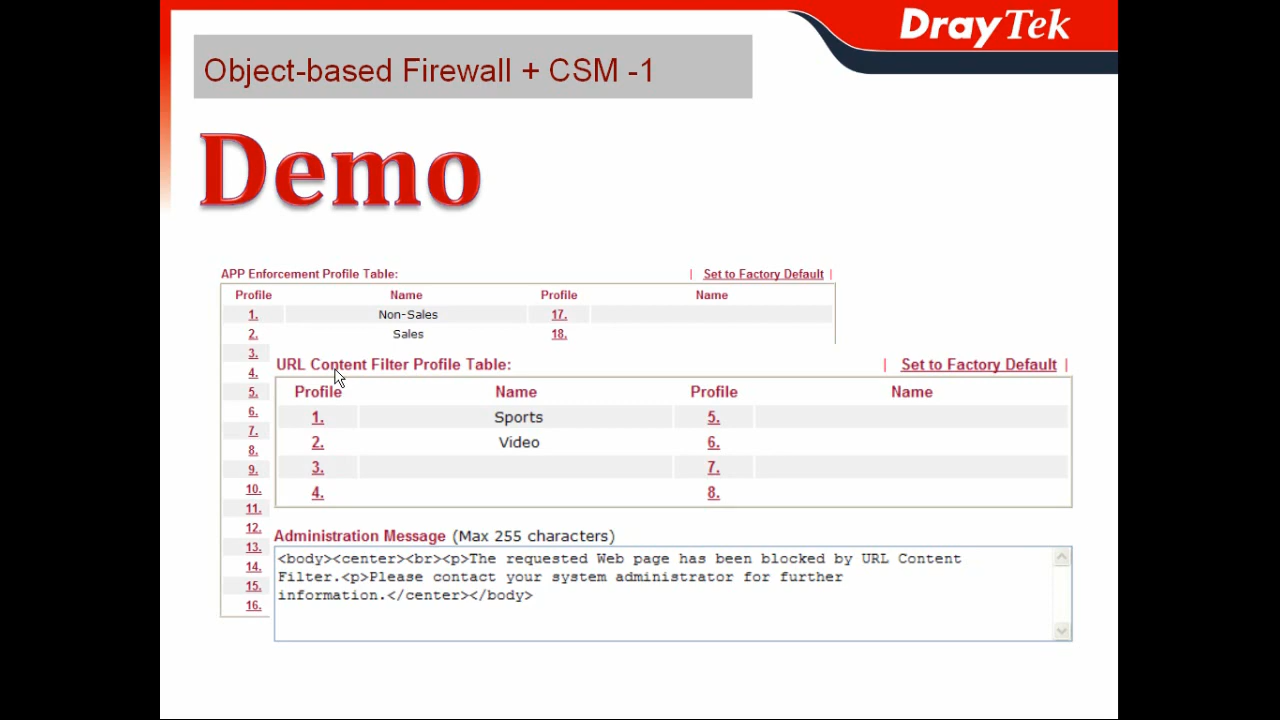 DrayTek
Object-based Firewall + CSM -1
Demo
APP Enforcement Profile Table: | Set to Factory Default |
Profile Name Profile Name
1. Non-Sales 17.
2. Sales 18.
3.
4.
5.
6.
7.
8.
9.
10.
11.
12.
13.
14.
15.
16.
URL Content Filter Profile Table: | Set to Factory Default |
Profile Name Profile Name
1. Sports 5.
2. Video 6.
3. 7.
4. 8.
Administration Message (Max 255 characters)
<body><center><br><p>The requested Web page has been blocked by URL Content
Filter.<p>Please contact your system administrator for further
information.</center></body>